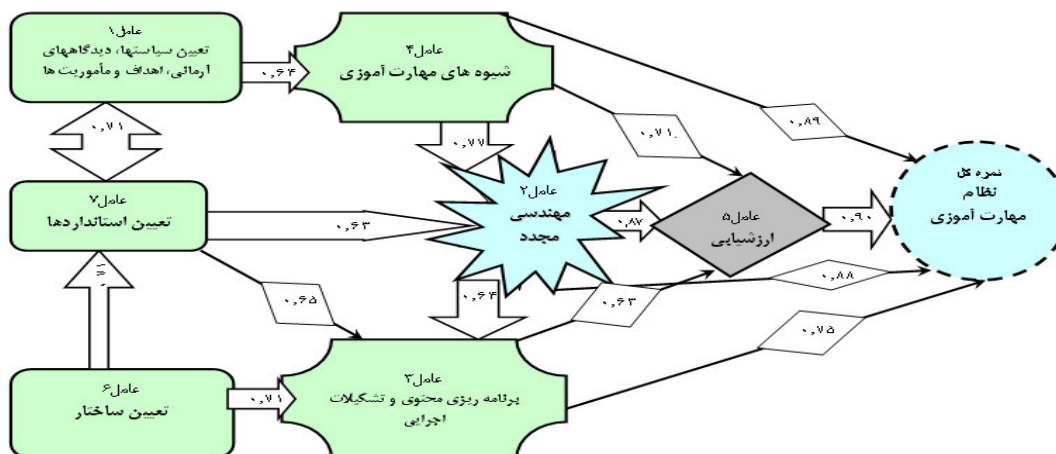 عامل۱
تعیین سیاستها، دیدگاههای
آرمانی، اهداف و مأموریت ها
۰,۶۴
عامل۴
شیوه های مهارت آموزی
۰,۸۹
۰,۷۱
۰,۷۱.
۰,۷۷
عامل۷
تعیین استانداردها
۰,۶۳
عامل۲
مهندسی
مجدد
۰,۸۷
عامل۵
ارزشیابی
۰,۹۰
نمره کل
نظام
مهارت آموزی
۰,۶۵
۰,۶۴
۰,۶۳
۰,۸۸
۰,۷۵
عامل۶
تعیین ساختار
۰,۷۱
عامل۳
برنامه ریزی محتوی و تشکیلات
اجرایی